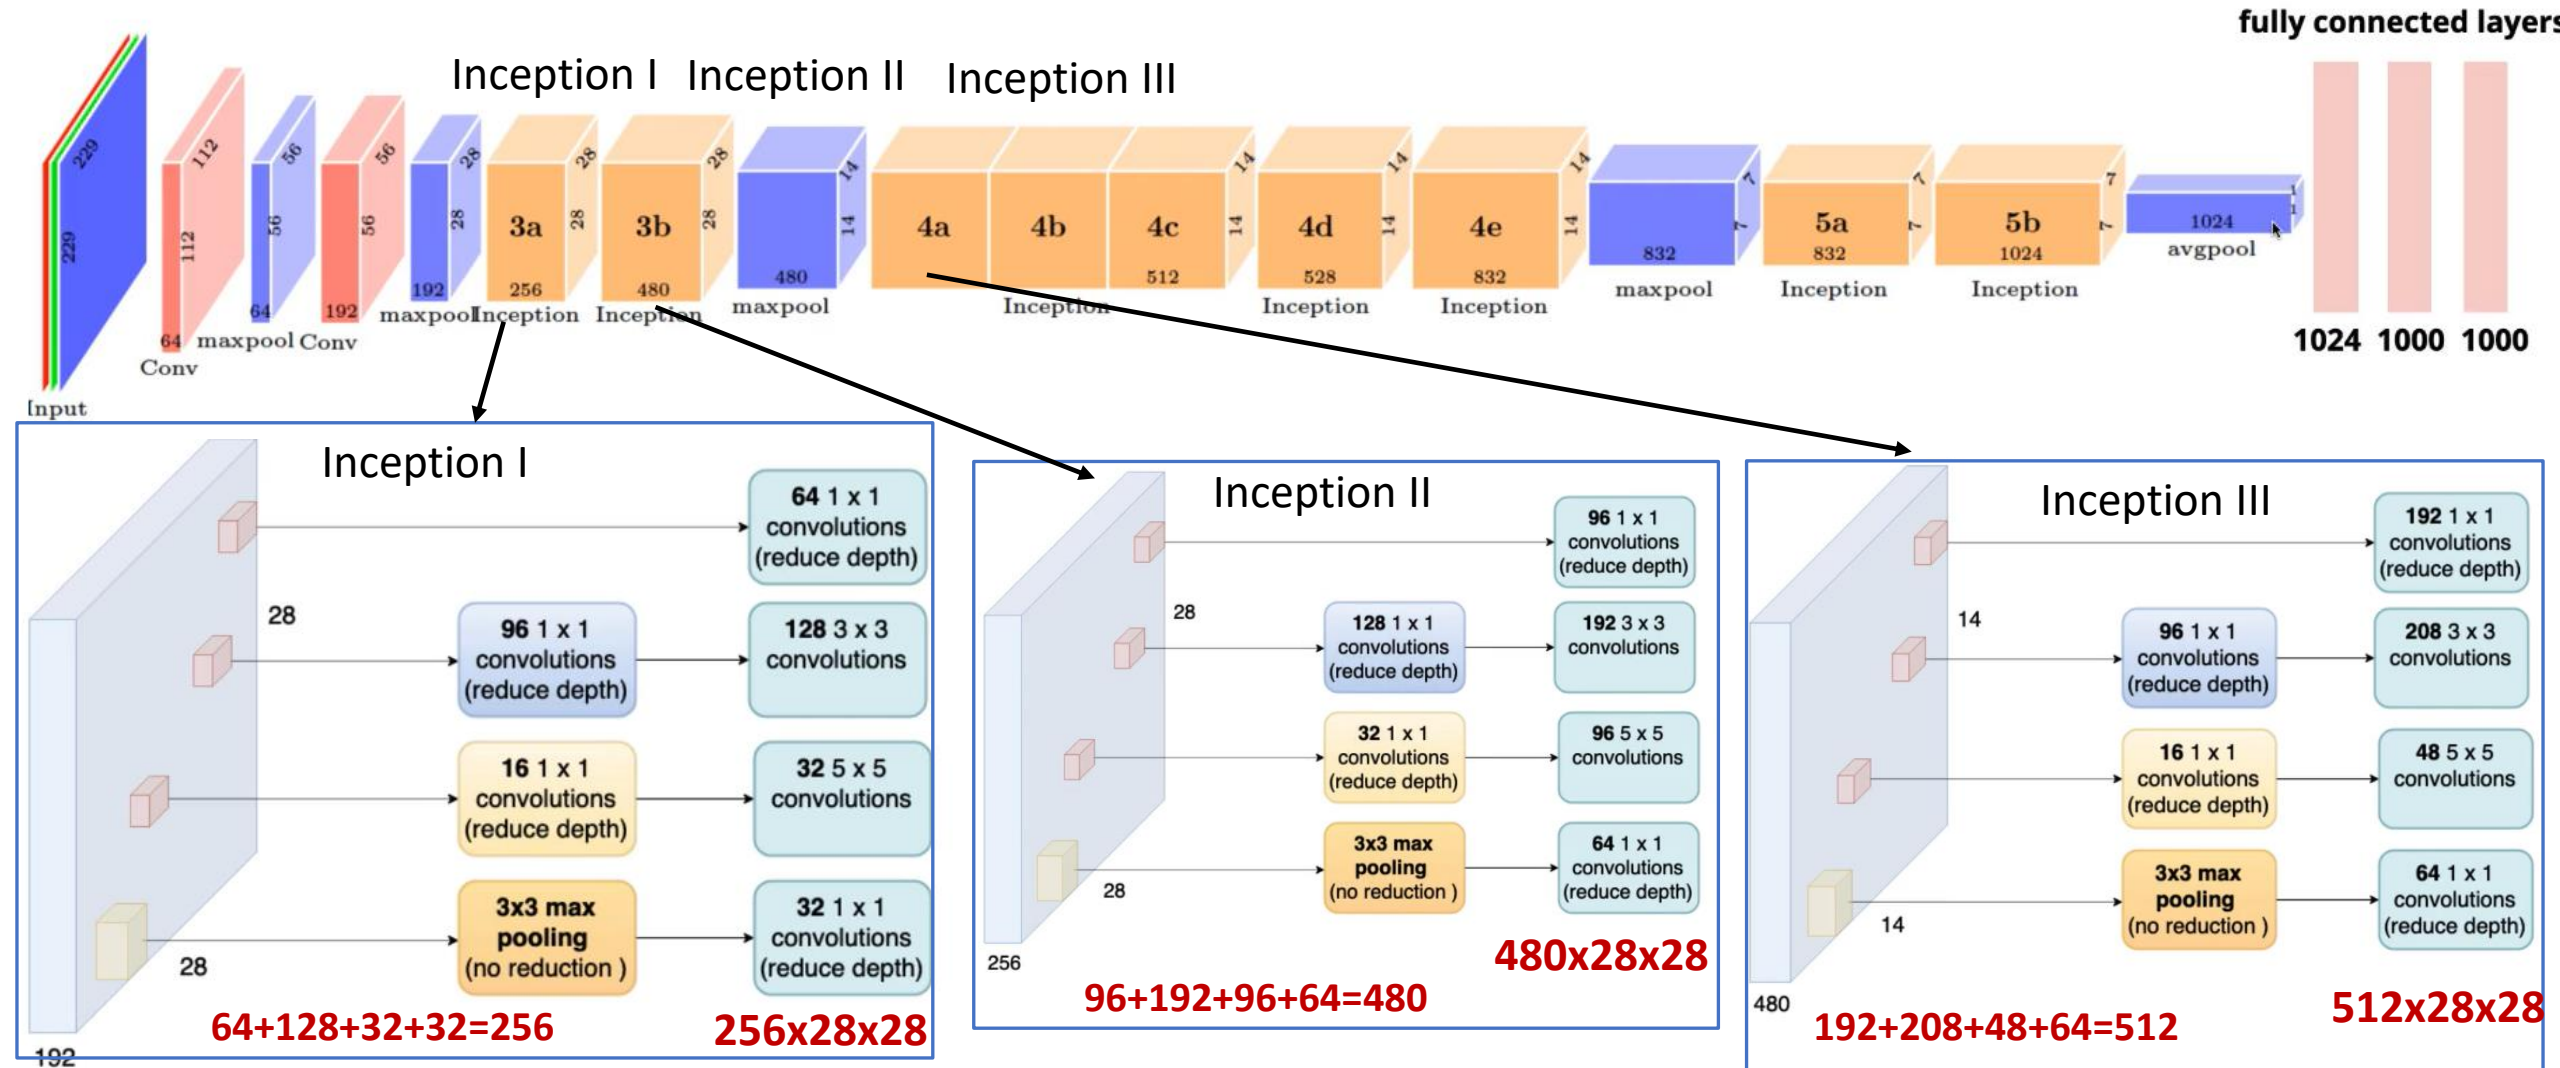 fully connected layers
Inception I
Inception II
Inception III
229
229
Input
112
112
64
Conv
56
56
64
maxpool
56
56
192
Conv
28
28
192
maxpool
28
28
3a
256
Inception
28
28
3b
480
Inception
14
14
480
maxpool
4a
4b
4c
14
14
512
Inception
4d
14
14
528
Inception
4e
14
14
832
Inception
7
7
832
maxpool
5a
7
7
832
Inception
5b
7
7
1024
Inception
1
1
1024
avgpool
1024
1000
1000
Inception I
64 1 x 1
convolutions
(reduce depth)
28
96 1 x 1
convolutions
(reduce depth)
128 3 x 3
convolutions
16 1 x 1
convolutions
(reduce depth)
32 5 x 5
convolutions
3x3 max
pooling
(no reduction )
32 1 x 1
convolutions
(reduce depth)
28
64+128+32+32=256
256x28x28
192
Inception II
96 1 x 1
convolutions
(reduce depth)
28
128 1 x 1
convolutions
(reduce depth)
192 3 x 3
convolutions
32 1 x 1
convolutions
(reduce depth)
96 5 x 5
convolutions
3x3 max
pooling
(no reduction )
64 1 x 1
convolutions
(reduce depth)
28
256
480x28x28
96+192+96+64=480
Inception III
192 1 x 1
convolutions
(reduce depth)
14
96 1 x 1
convolutions
(reduce depth)
208 3 x 3
convolutions
16 1 x 1
convolutions
(reduce depth)
48 5 x 5
convolutions
3x3 max
pooling
(no reduction )
64 1 x 1
convolutions
(reduce depth)
14
480
512x28x28
192+208+48+64=512